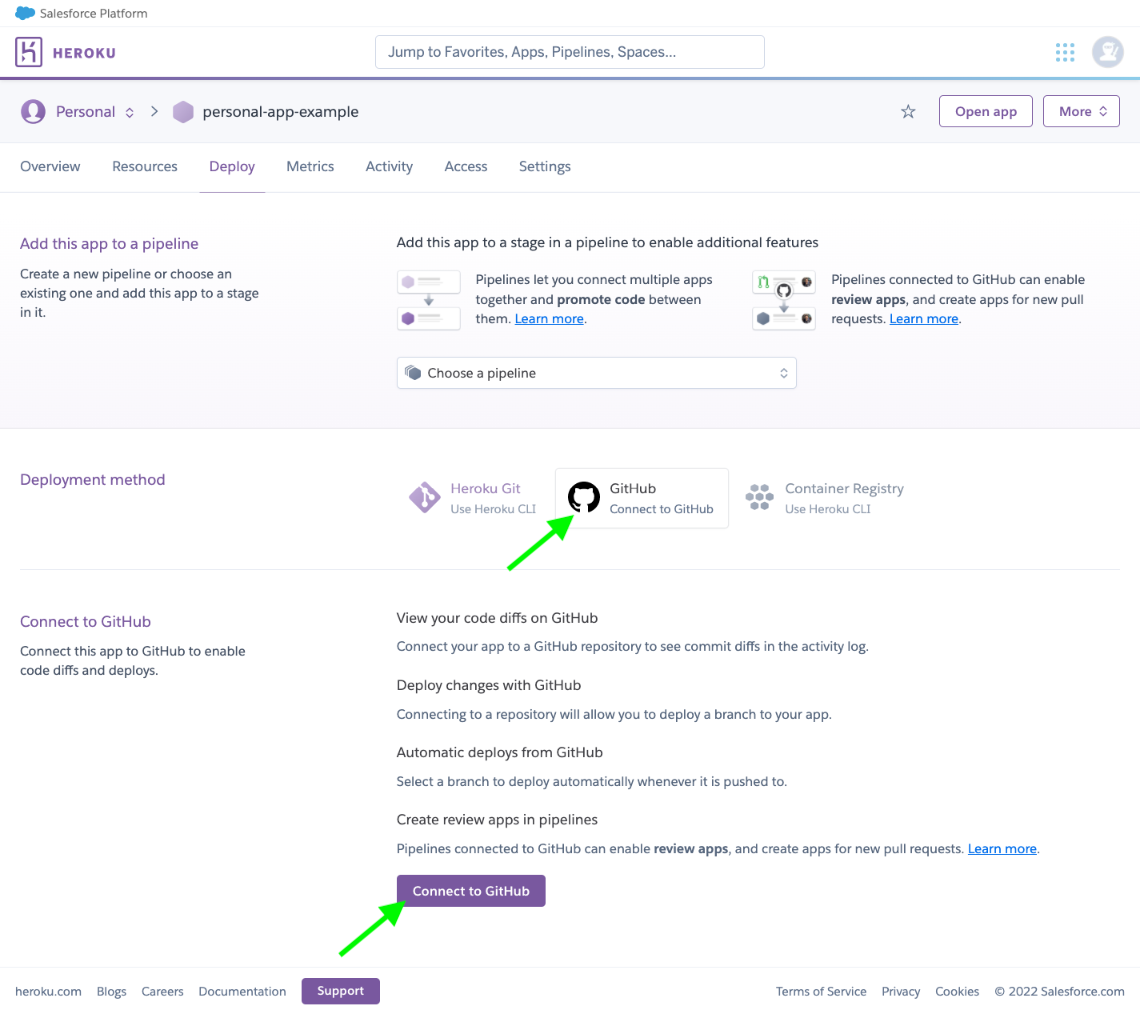 Salesforce Platform
HEROKU
Jump to Favorites, Apps, Pipelines, Spaces...
Personal
personal-app-example
Open app
More
Overview
Resources
Deploy
Metrics
Activity
Access
Settings
Add this app to a pipeline
Create a new pipeline or choose an
existing one and add this app to a stage
in it.
Add this app to a stage in a pipeline to enable additional features
Pipelines let you connect multiple apps
together and promote code between
them. Learn more.
Pipelines connected to GitHub can enable
review apps, and create apps for new pull
requests. Learn more.
Choose a pipeline
Deployment method
Heroku Git
Use Heroku CLI
GitHub
Connect to GitHub
Container Registry
Use Heroku CLI
Connect to GitHub
Connect this app to GitHub to enable
code diffs and deploys.
View your code diffs on GitHub
Connect your app to a GitHub repository to see commit diffs in the activity log.
Deploy changes with GitHub
Connecting to a repository will allow you to deploy a branch to your app.
Automatic deploys from GitHub
Select a branch to deploy automatically whenever it is pushed to.
Create review apps in pipelines
Pipelines connected to GitHub can enable review apps, and create apps for new pull requests. Learn more.
Connect to GitHub
heroku.com
Blogs
Careers
Documentation
Support
Terms of Service
Privacy
Cookies
© 2022 Salesforce.com